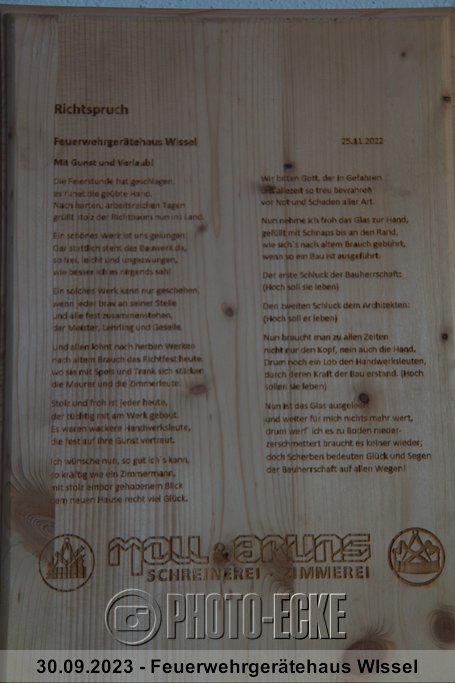 Richtspruch
Feuerwehrgerätehaus Wissel
25.11.2022
Mit Gunst und Verlaub!
Die Feierstunde hat geschlagen,
es ruhet die geübte Hand.
Nach harten, arbeitsreichen Tagen
grüßt stolz der Richtbaum nun ins Land.
Ein schönes Werk ist uns gelungen:
Gar stattlich steht das Bauwerk da,
so frei, leicht und ungezwungen,
wie besser ich es nirgends sah!
Ein solches Werk kann nur geschehen,
wenn jeder brav an seiner Stelle
und alle fest zusammenstehen,
der Meister, Lehrling und Geselle.
Und allen lohnt nach herben Werken
nach altem Brauch das Richtfest heute,
wo sie mit Speis und Trank sich stärken
die Maurer und die Zimmerleute.
Stolz und froh ist jeder heute,
der tüchtig mit am Werk gebaut.
Es waren wackere Handwerksleute,
die fest auf ihre Gunst vertraut.
Ich wünsche nun, so gut ich´s kann,
so kräftig wie ein Zimmermann,
mit stolz empor gehobenem Blick
dem neuen Hause recht viel Glück.
Wir bitten Gott, der in Gefahren
uns allezeit so treu bewahret
vor Not und Schaden aller Art.
Nun nehme ich froh das Glas zur Hand,
gefüllt mit Schnaps bis an den Rand,
wie sich´s nach altem Brauch gebührt,
wenn so ein Bau ist ausgeführt.
Der erste Schluck der Bauherrschaft:
(Hoch soll sie leben)
Den zweiten Schluck dem Architekten:
(Hoch soll er leben)
Nun braucht man zu allen Zeiten
nicht nur den Kopf, nein auch die Hand.
Drum noch ein Lob den Handwerksleuten,
durch deren Kraft der Bau erstand. (Hoch
sollen sie leben)
Nun ist das Glas ausgeleert
und weiter für mich nichts mehr wert,
drum werf´ ich es zu Boden nieder-
zerschmettert braucht es keiner wieder;
doch Scherben bedeuten Glück und Segen
der Bauherrschaft auf allen Wegen!
MOLL & BRUNS
SCHREINEREI - ZIMMEREI
PHOTO-ECKE
30.09.2023 - Feuerwehrgerätehaus WIssel